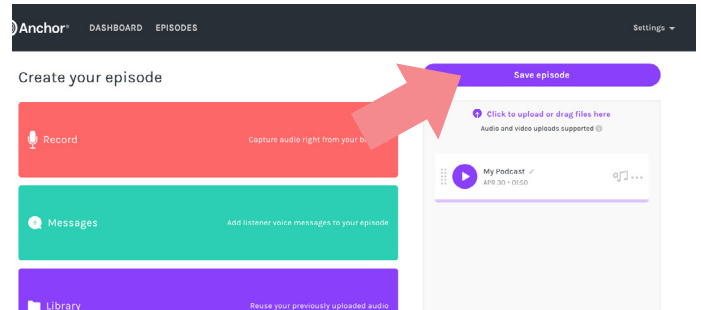 Anchor®
DASHBOARD EPISODES
Settings
Create your episode
Save episode
Record
Capture audio right from your
Click to upload or drag files here
Audio and video uploads supported
My Podcast
APR 30 • 01:50
Messages
Add listener voice messages to your episode
Library
Reuse your previously uploaded audio